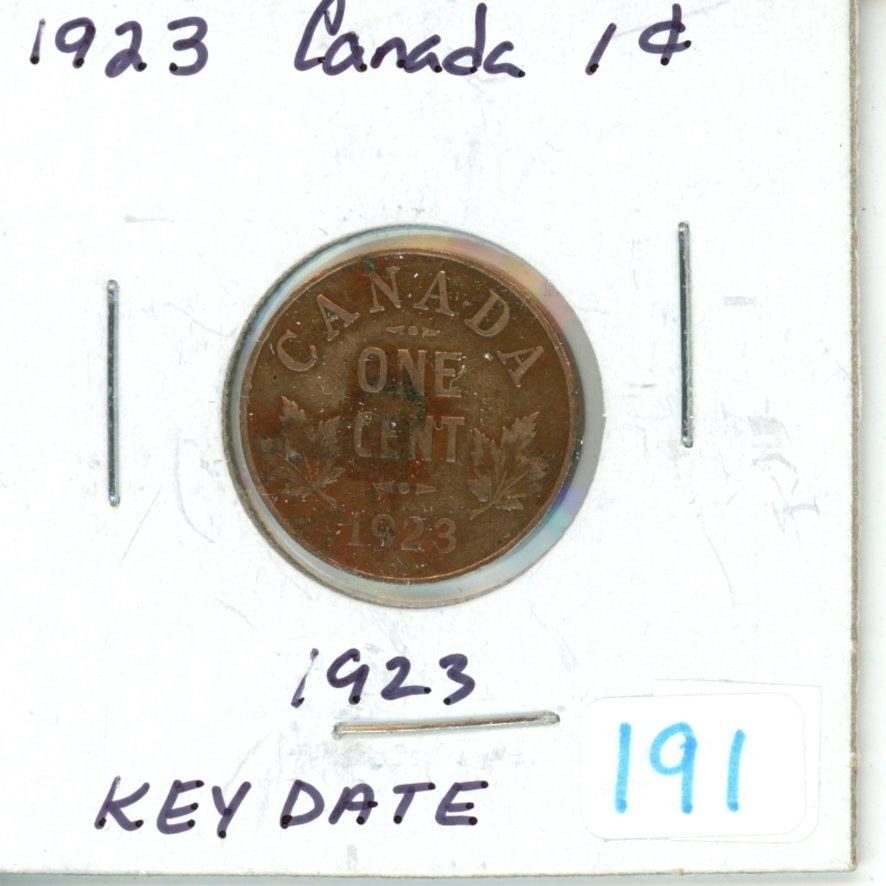 1923 Canada 1¢
CANADA
ONE
CENT
1923
1923
KEY DATE
191